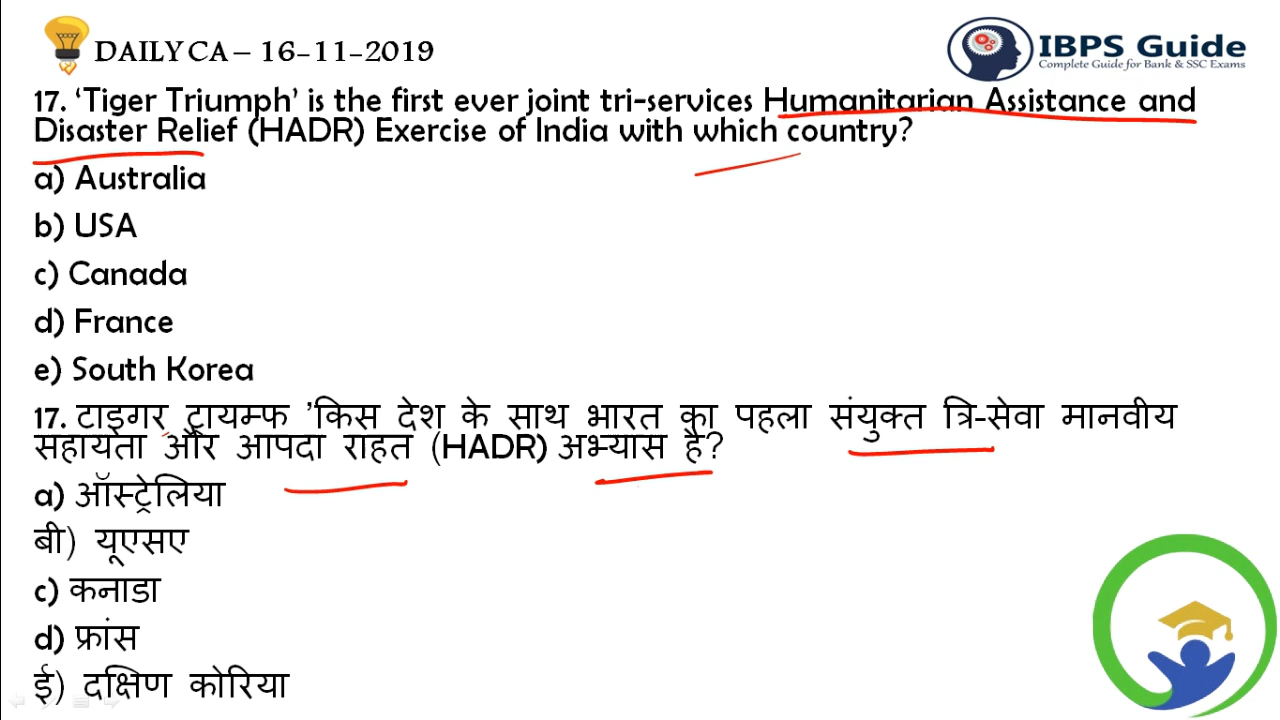 DAILY CA – 16-11-2019
IBPS Guide
Complete Guide for Bank & SSC Exams
17. ‘Tiger Triumph’ is the first ever joint tri-services Humanitarian Assistance and
Disaster Relief (HADR) Exercise of India with which country?
a) Australia
b) USA
c) Canada
d) France
e) South Korea
17. टाइगर ट्रायम्फ ’किस देश के साथ भारत का पहला संयुक्त त्रि-सेवा मानवीय
सहायता और आपदा राहत (HADR) अभ्यास है?
a) ऑस्ट्रेलिया
बी) यूएसए
c) कनाडा
d) फ्रांस
ई) दक्षिण कोरिया